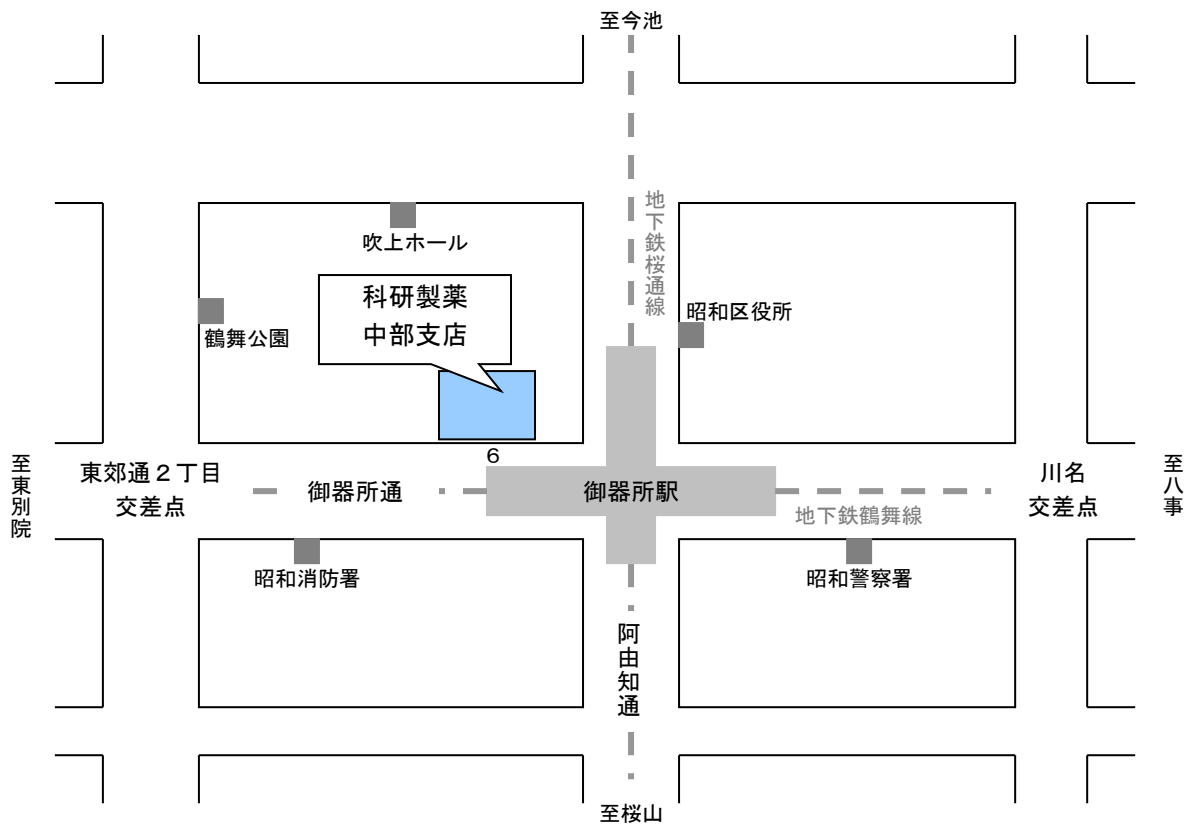 至今池
地下鉄桜通線
吹上ホール
科研製薬
中部支店
昭和区役所
鶴舞公園
6
至東別院
東郊通２丁目
交差点
御器所通
御器所駅
地下鉄鶴舞線
川名
交差点
至八事
昭和消防署
昭和警察署
阿由知通
至桜山